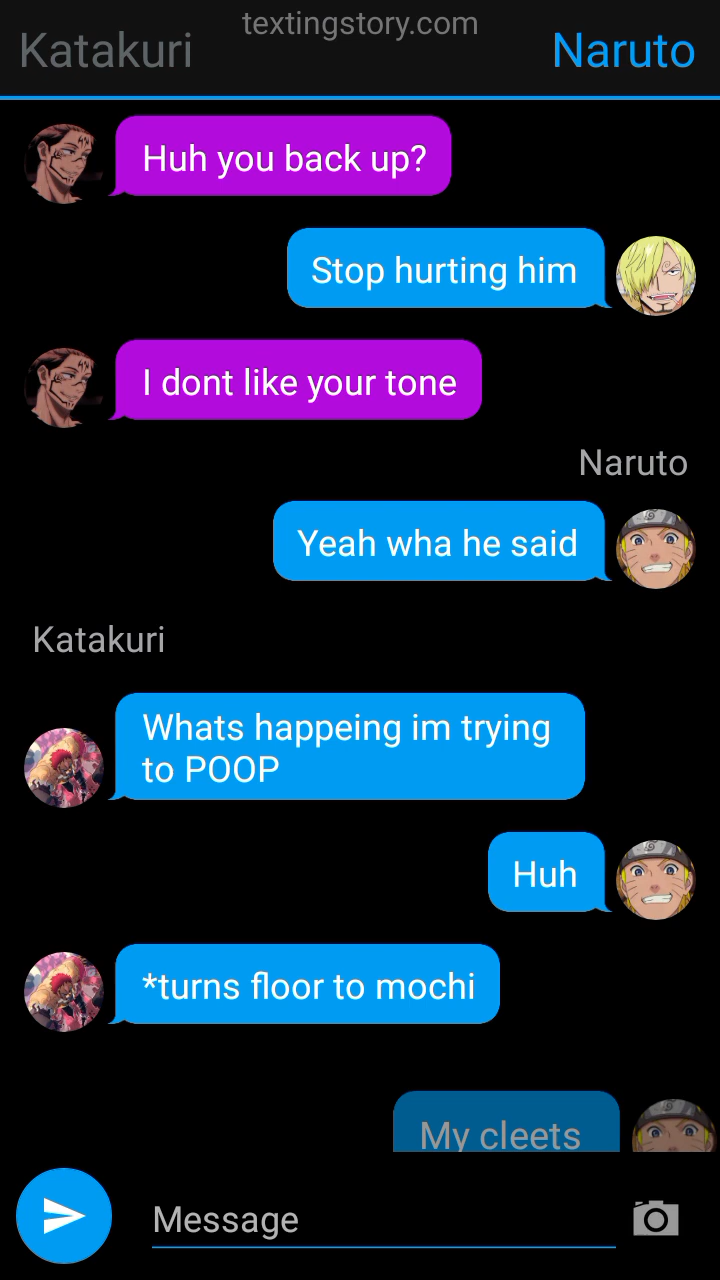 textingstory.com
Katakuri
Naruto
Huh you back up?
Stop hurting him
I dont like your tone
Naruto
Yeah wha he said
Katakuri
Whats happeing im trying
to POOP
Huh
*turns floor to mochi
My cleets
Message